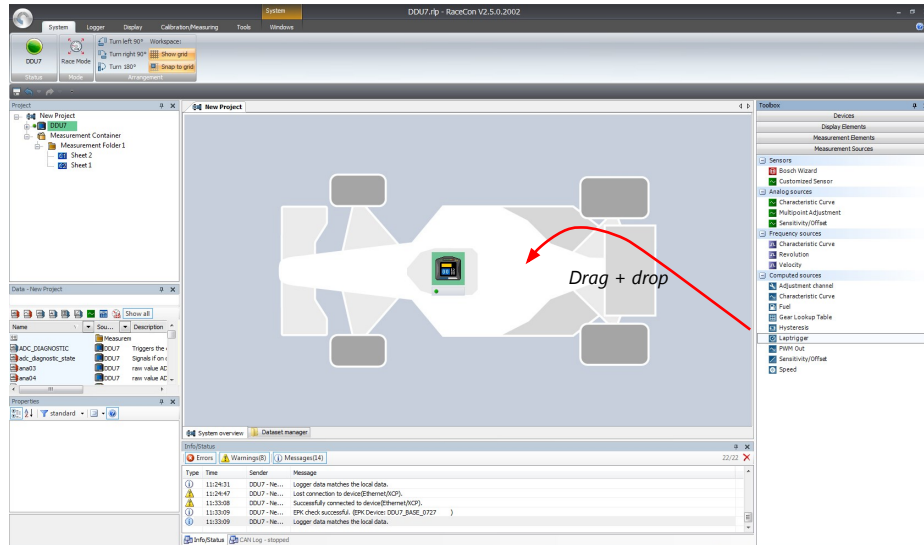 System
DDU7.rlp - RaceCon V2.5.0.2002
System Logger Display Calibration/Measuring Tools Windows
DDU7
Race Mode
Turn left 90°
Turn right 90°
Turn 180°
Workspace:
Show grid
Snap to grid
Status
Mode
Arrangement
Project
New Project
DDU7
Measurement Container
Measurement Folder1
Sheet 2
Sheet 1
New Project
Drag + drop
Data - New Project
Show all
Name Sou... Description
Measurem
ADC_DIAGNOSTIC DDU7 Triggers the
adc_diagnostic_state DDU7 Signals if on
ana03 DDU7 raw value AD
ana04 DDU7 raw value AC
Properties
standard
System overview Dataset manager
Info/Status
Errors Warnings(8) Messages(14)
22/22
Type Time Sender Message
11:24:31 DDU7 - Ne... Logger data matches the local data.
11:24:47 DDU7 - Ne... Lost connection to device(Ethernet/XCP).
11:33:08 DDU7 - Ne... Successfully connected to device(Ethernet/XCP).
11:33:09 DDU7 - Ne... EPK check successful. (EPK Device: DDU7_BASE_0727 )
11:33:09 DDU7 - Ne... Logger data matches the local data.
Info/Status CAN Log - stopped
Toolbox
Devices
Display Elements
Measurement Elements
Measurement Sources
Sensors
Bosch Wizard
Customized Sensor
Analog sources
Characteristic Curve
Multipoint Adjustment
Sensitivity/Offset
Frequency sources
Characteristic Curve
Revolution
Velocity
Computed sources
Adjustment channel
Characteristic Curve
Fuel
Gear Lookup Table
Hysteresis
Laptrigger
PWM Out
Sensitivity/Offset
Speed